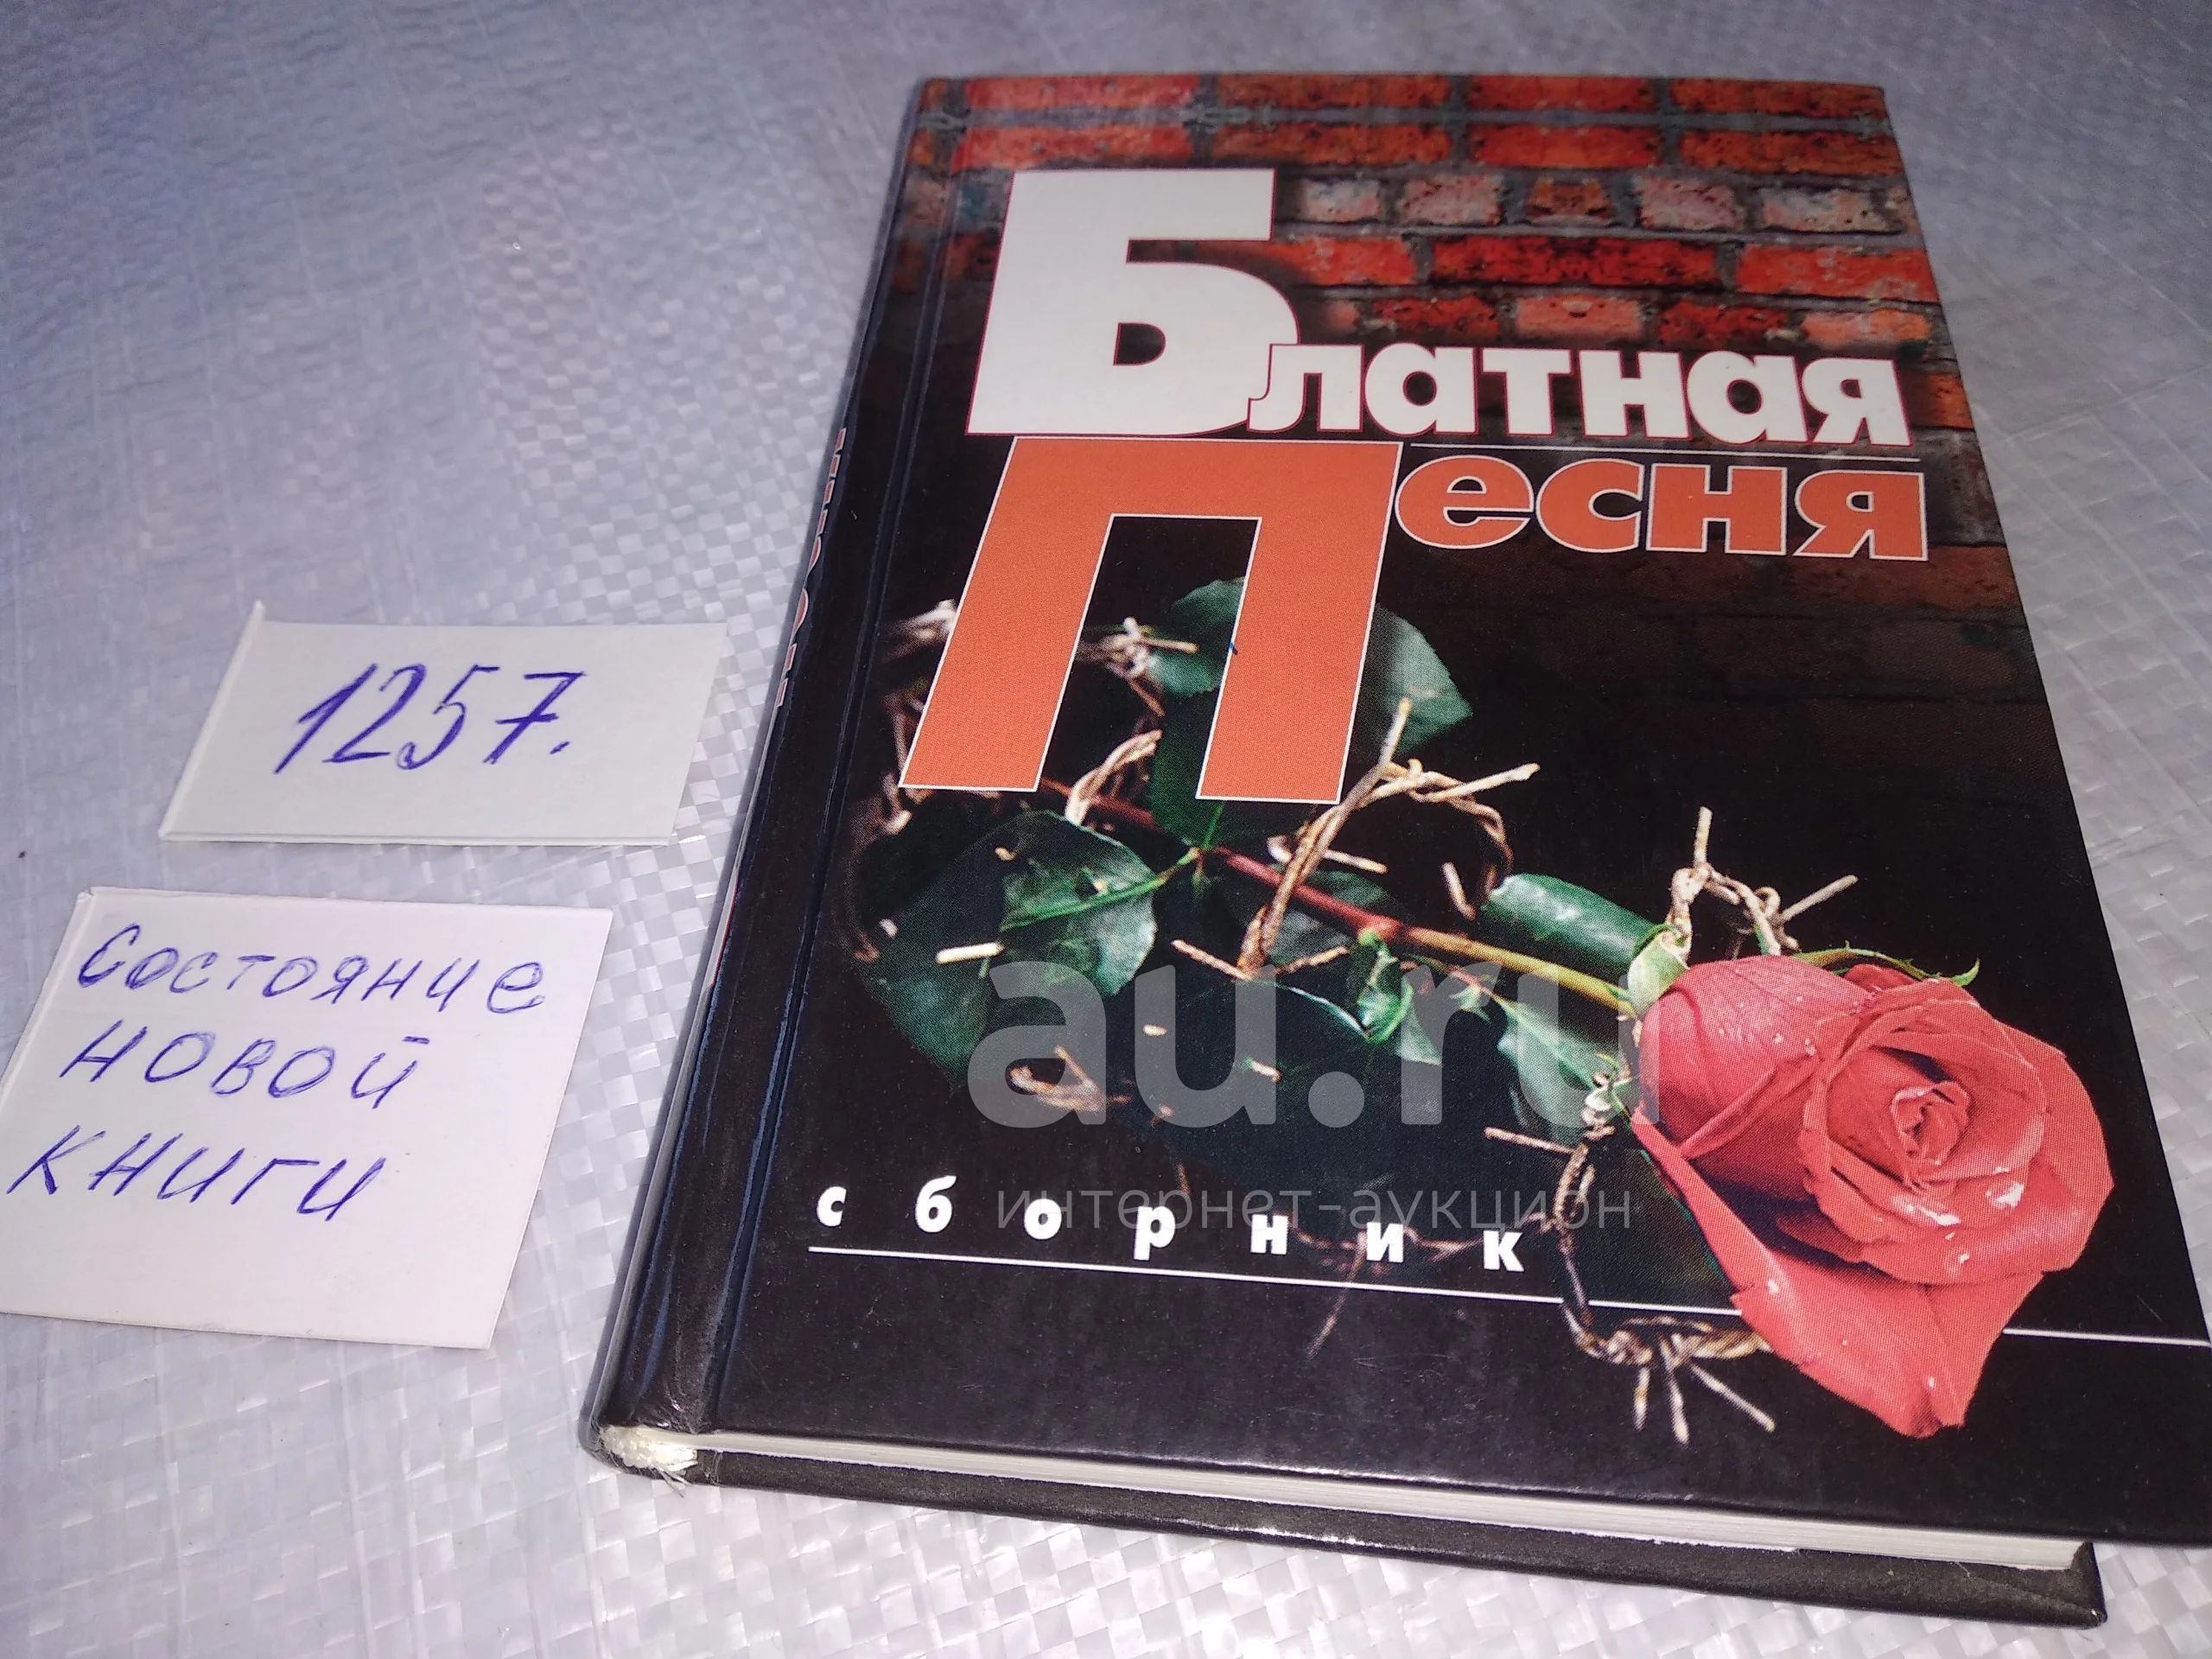 Блатная
Песня
сборник
1257.
Состояние
новой
книги
au.ru
интернет-аукцион